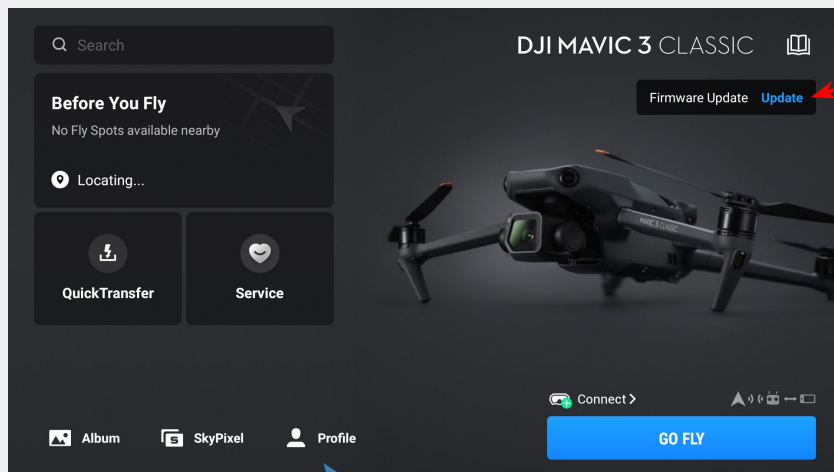 Search
DJI MAVIC 3 CLASSIC
Before You Fly
No Fly Spots available nearby
Locating...
Firmware Update Update
MAVIC 3 CLASSIC
QuickTransfer
Service
Connect >
Album
SkyPixel
Profile
GO FLY